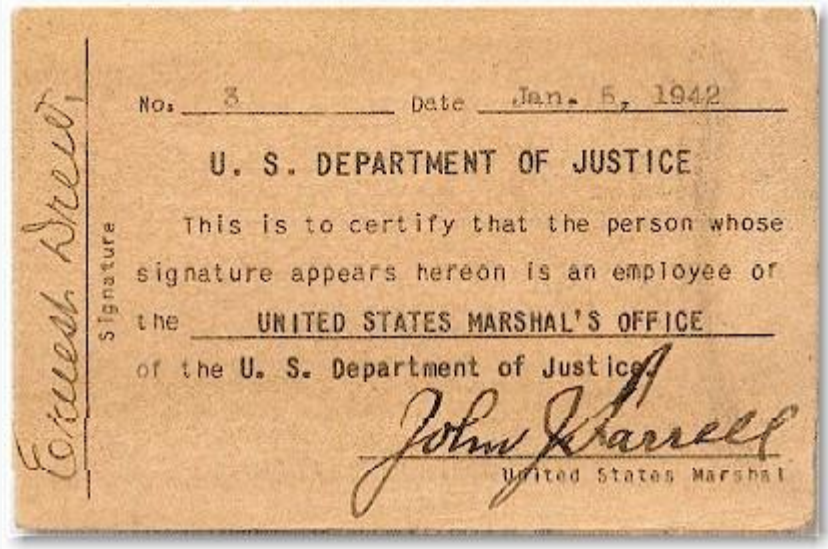 No. 3 Date Jan. 5, 1942
U. S. DEPARTMENT OF JUSTICE
This is to certify that the person whose
signature appears hereon is an employee of
the UNITED STATES MARSHAL'S OFFICE
of the U. S. Department of Justice.
John J. Farrell
United States Marshal
Signature
Ernest Drew